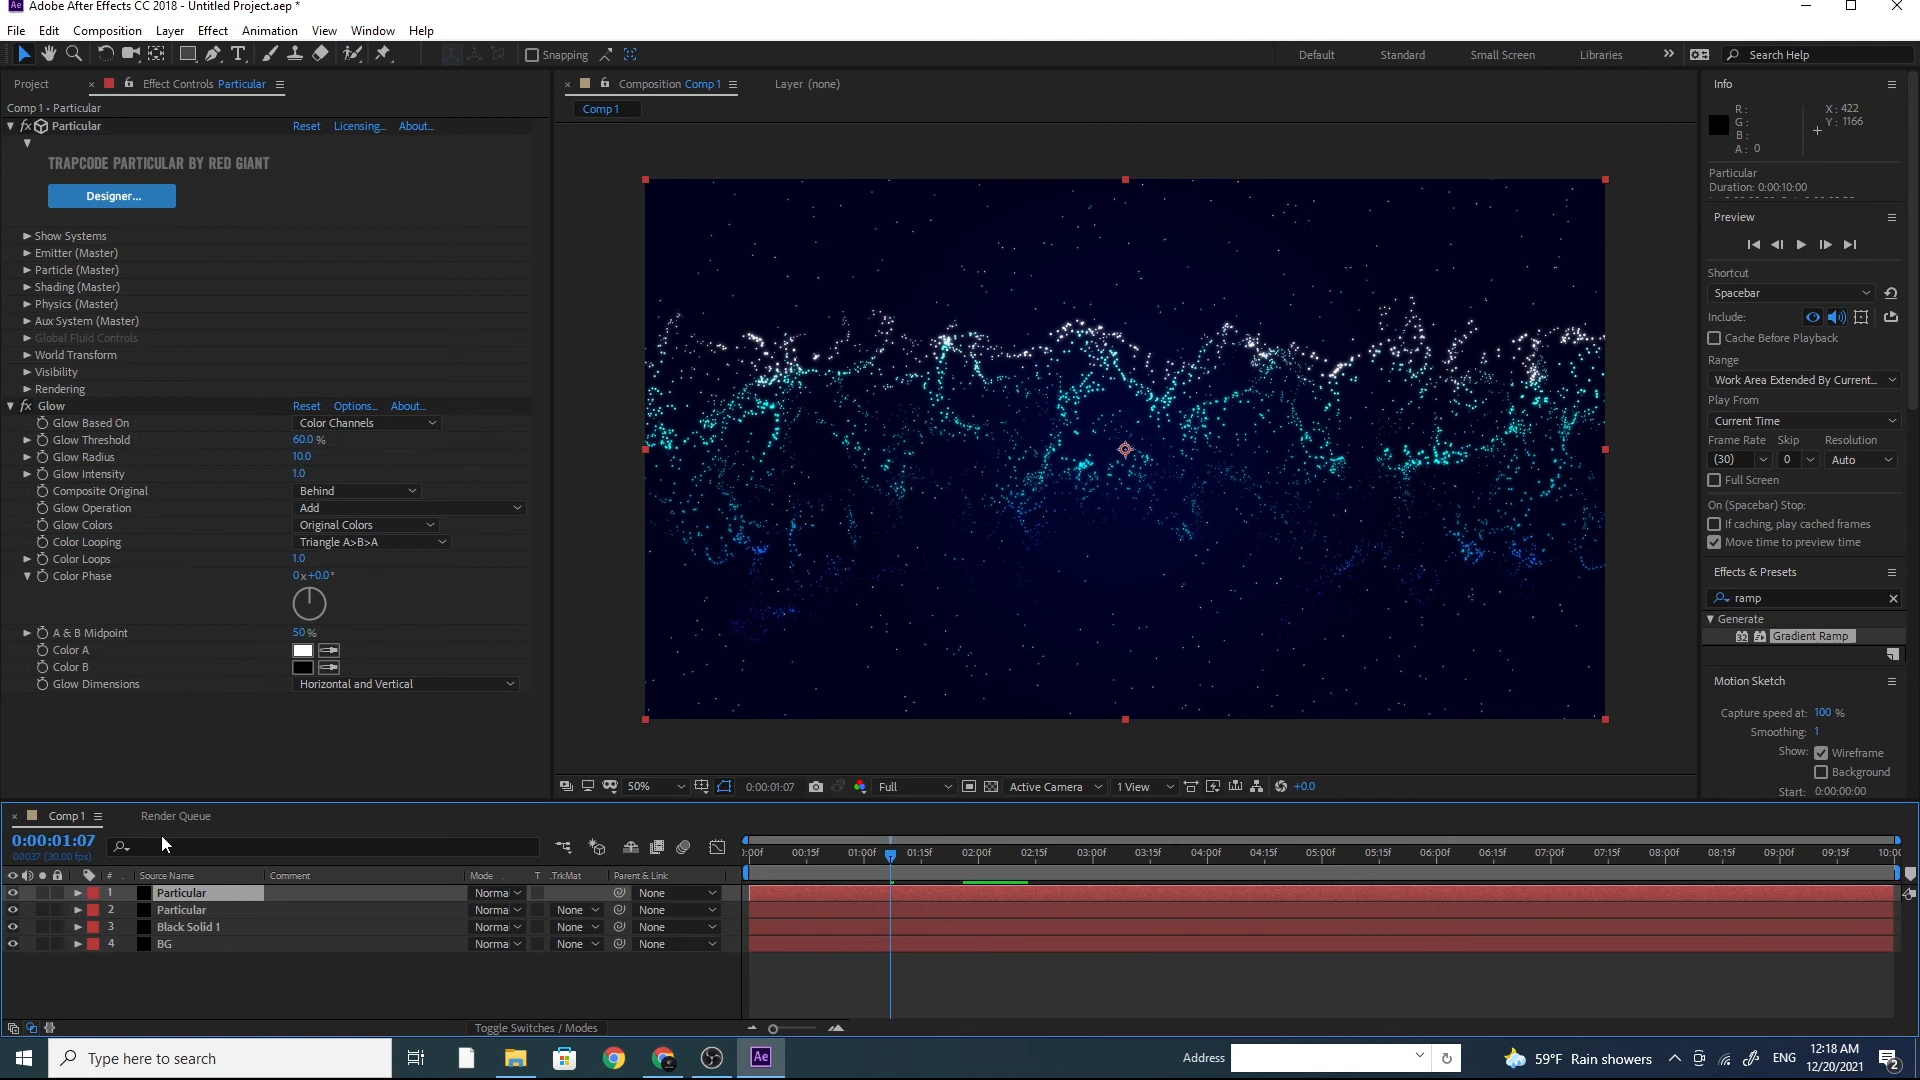 Adobe After Effects CC 2018 - Untitled Project.aep *
File Edit Composition Layer Effect Animation View Window Help
Snapping Default Standard Small Screen Libraries Search Help
Project Effect Controls Particular Composition Comp 1 Layer (none)
Comp 1 • Particular
Comp 1
fx Particular Reset Licensing... About...
TRAPCODE PARTICULAR BY RED GIANT
Designer...
Show Systems
Emitter (Master)
Particle (Master)
Shading (Master)
Physics (Master)
Aux System (Master)
Global Fluid Controls
World Transform
Visibility
Rendering
fx Glow Reset Options... About...
Glow Based On Color Channels
Glow Threshold 60.0 %
Glow Radius 10.0
Glow Intensity 1.0
Composite Original Behind
Glow Operation Add
Glow Colors Original Colors
Color Looping Triangle A>B>A
Color Loops 1.0
Color Phase 0x+0.0°
A & B Midpoint 50 %
Color A
Color B
Glow Dimensions Horizontal and Vertical
50% 0:00:01:07 Full Active Camera 1 View +0.0
Info
R: X: 422
G: Y: 1166
B:
A: 0
Particular
Duration: 0:00:10:00
Preview
Shortcut
Spacebar
Include:
Cache Before Playback
Range
Work Area Extended By Current...
Play From
Current Time
Frame Rate Skip Resolution
(30) 0 Auto
Full Screen
On (Spacebar) Stop:
If caching, play cached frames
Move time to preview time
Effects & Presets
ramp
Generate
32 Gradient Ramp
Motion Sketch
Capture speed at: 100 %
Smoothing: 1
Show: Wireframe
Background
Start: 0:00:00:00
Comp 1 Render Queue
0:00:01:07
00037 (30.00 fps)
# Source Name Comment Mode T .TrkMat Parent & Link
:00f 00:15f 01:00f 01:15f 02:00f 02:15f 03:00f 03:15f 04:00f 04:15f 05:00f 05:15f 06:00f 06:15f 07:00f 07:15f 08:00f 08:15f 09:00f 09:15f 10:00
1 Particular Norma None
2 Particular Norma None None
3 Black Solid 1 Norma None None
4 BG Norma None None
Toggle Switches / Modes
Type here to search Ae Address 59°F Rain showers ENG 12:18 AM
12/20/2021 2